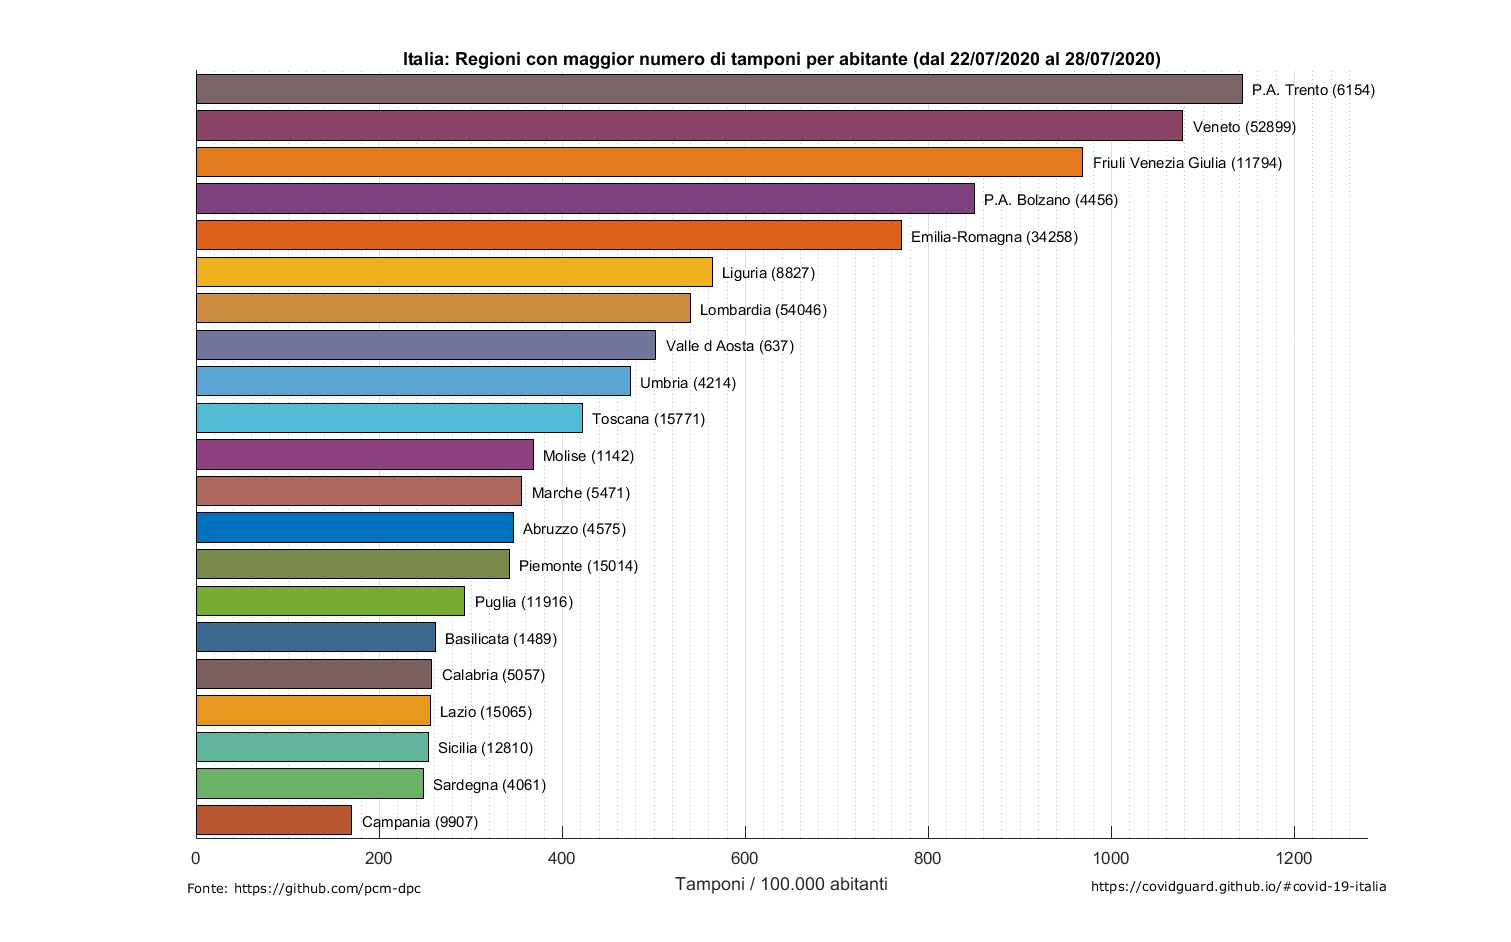 Italia: Regioni con maggior numero di tamponi per abitante (dal 22/07/2020 al 28/07/2020)
P.A. Trento (6154)
Veneto (52899)
Friuli Venezia Giulia (11794)
P.A. Bolzano (4456)
Emilia-Romagna (34258)
Liguria (8827)
Lombardia (54046)
Valle d Aosta (637)
Umbria (4214)
Toscana (15771)
Molise (1142)
Marche (5471)
Abruzzo (4575)
Piemonte (15014)
Puglia (11916)
Basilicata (1489)
Calabria (5057)
Lazio (15065)
Sicilia (12810)
Sardegna (4061)
Campania (9907)
0 200 400 600 800 1000 1200
Tamponi / 100.000 abitanti
Fonte: https://github.com/pcm-dpc
https://covidguard.github.io/#covid-19-italia